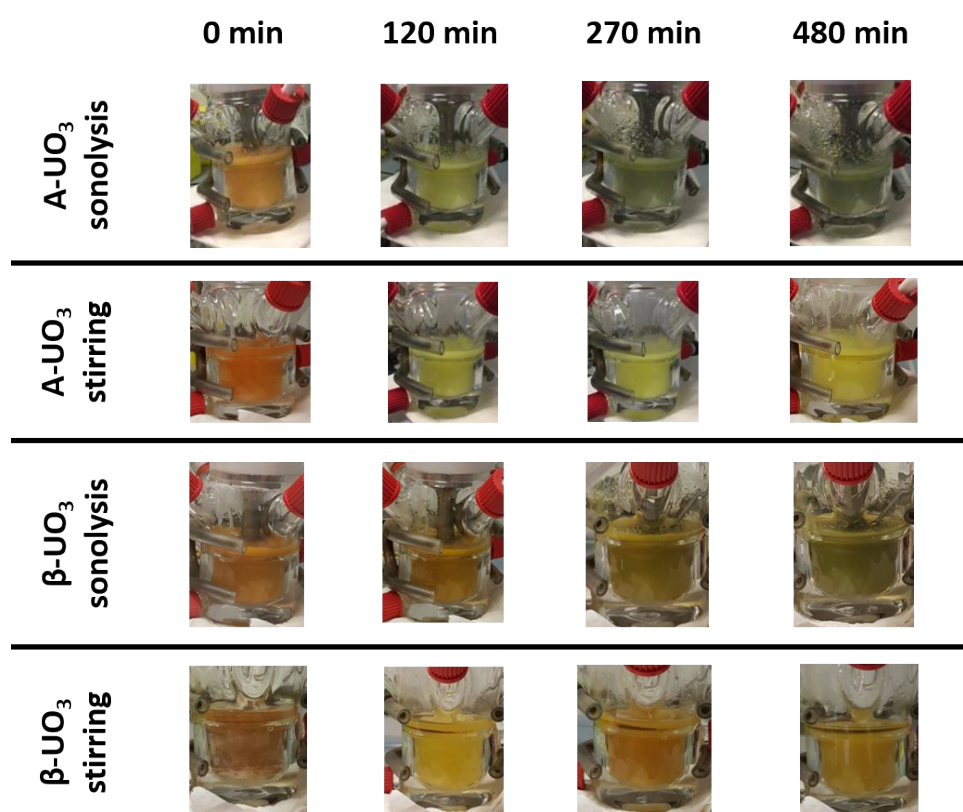 0 min 120 min 270 min 480 min
A-UO₃
sonolysis
A-UO₃
stirring
β-UO₃
sonolysis
β-UO₃
stirring